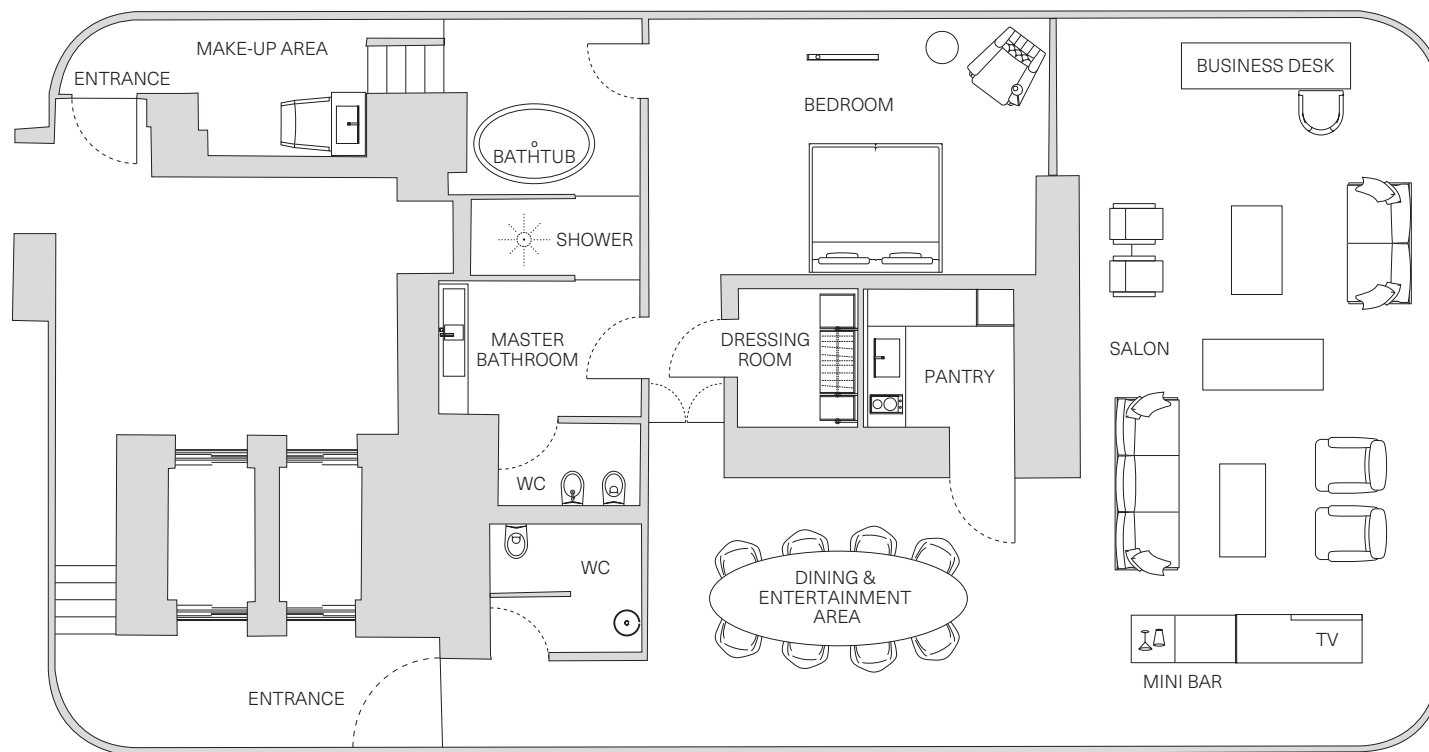 MAKE-UP AREA
ENTRANCE
BATHTUB
BEDROOM
BUSINESS DESK
SHOWER
MASTER
BATHROOM
DRESSING
ROOM
PANTRY
SALON
WC
WC
DINING &
ENTERTAINMENT
AREA
TV
MINI BAR
ENTRANCE